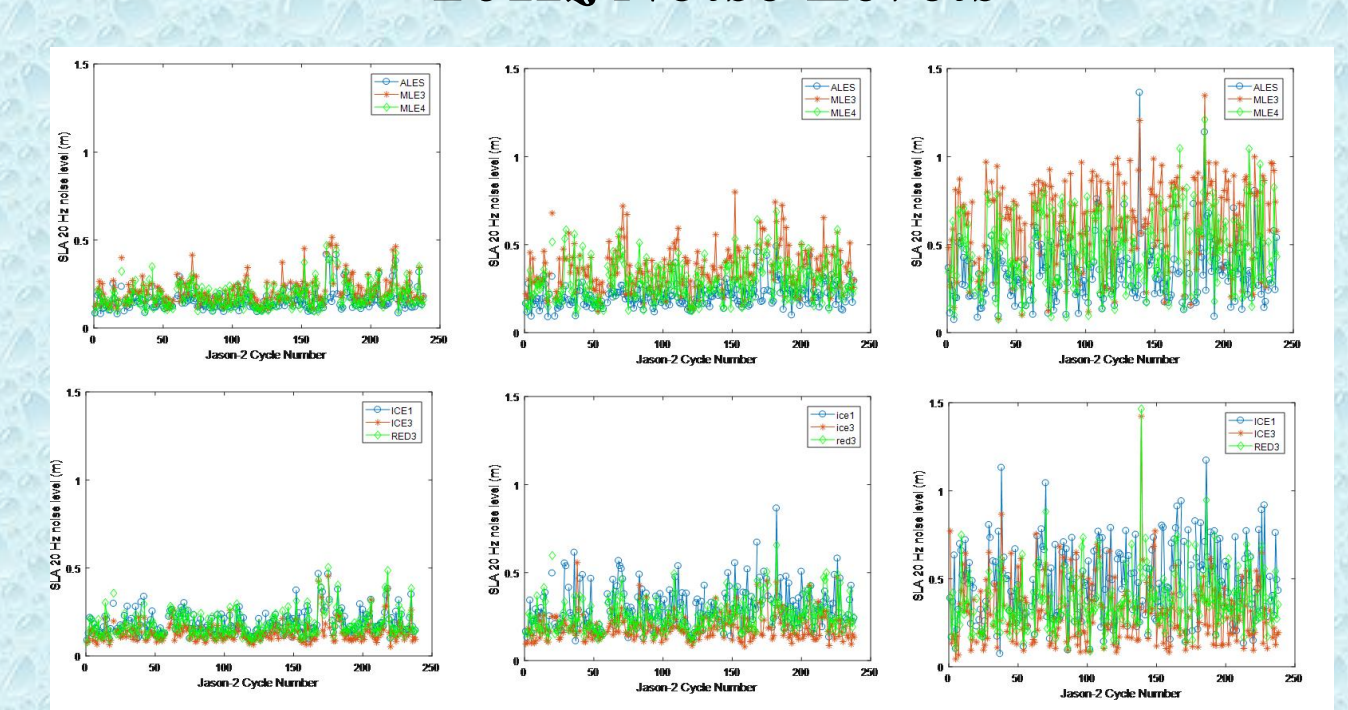 1.5
1
0.5
0
0 50 100 150 200 250
SLA 20 Hz noise level (m)
Jason-2 Cycle Number
ALES
MLE3
MLE4
1.5
1
0.5
0
0 50 100 150 200 250
SLA 20 Hz noise level (m)
Jason-2 Cycle Number
ALES
MLE3
MLE4
1.5
1
0.5
0
0 50 100 150 200 250
SLA 20 Hz noise level (m)
Jason-2 Cycle Number
ALES
MLE3
MLE4
1.5
1
0.5
0
0 50 100 150 200 250
SLA 20 Hz noise level (m)
Jason-2 Cycle Number
ICE1
ICE3
RED3
1.5
1
0.5
0
0 50 100 150 200 250
SLA 20 Hz noise level (m)
Jason-2 Cycle Number
ice1
ice3
red3
1.5
1
0.5
0
0 50 100 150 200 250
SLA 20 Hz noise level (m)
Jason-2 Cycle Number
ICE1
ICE3
RED3